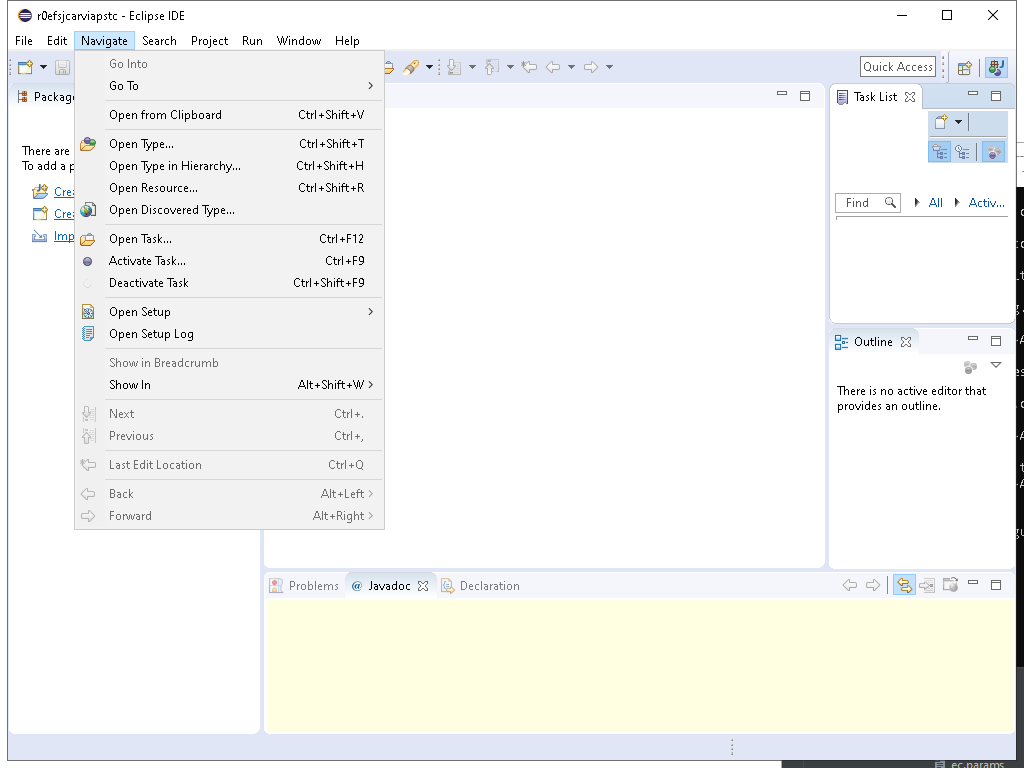 r0efsjcarviapstc - Eclipse IDE
File Edit Navigate Search Project Run Window Help
Quick Access
Go Into
Go To
Open from Clipboard Ctrl+Shift+V
Open Type... Ctrl+Shift+T
Open Type in Hierarchy... Ctrl+Shift+H
Open Resource... Ctrl+Shift+R
Open Discovered Type...
Open Task... Ctrl+F12
Activate Task... Ctrl+F9
Deactivate Task Ctrl+Shift+F9
Open Setup
Open Setup Log
Show in Breadcrumb
Show In Alt+Shift+W
Next Ctrl+.
Previous Ctrl+,
Last Edit Location Ctrl+Q
Back Alt+Left
Forward Alt+Right
Packag
There are
To add a p
Crea
Crea
Imp
Task List
Find All Activ...
Outline
There is no active editor that
provides an outline.
Problems @ Javadoc Declaration
ec.params